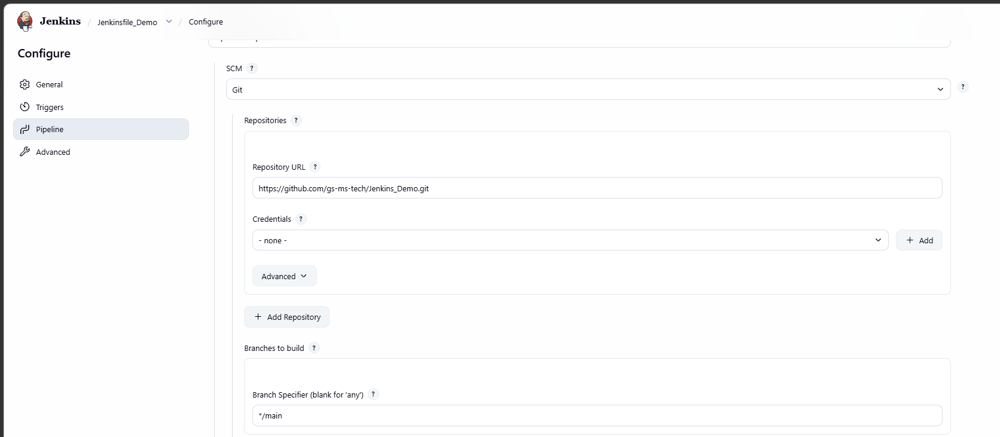 Jenkins / Jenkinsfile_Demo / Configure
Configure
General
Triggers
Pipeline
Advanced
SCM ?
Git
?
Repositories ?
Repository URL ?
https://github.com/gs-ms-tech/Jenkins_Demo.git
Credentials ?
- none -
+ Add
Advanced
+ Add Repository
Branches to build ?
Branch Specifier (blank for 'any') ?
*/main